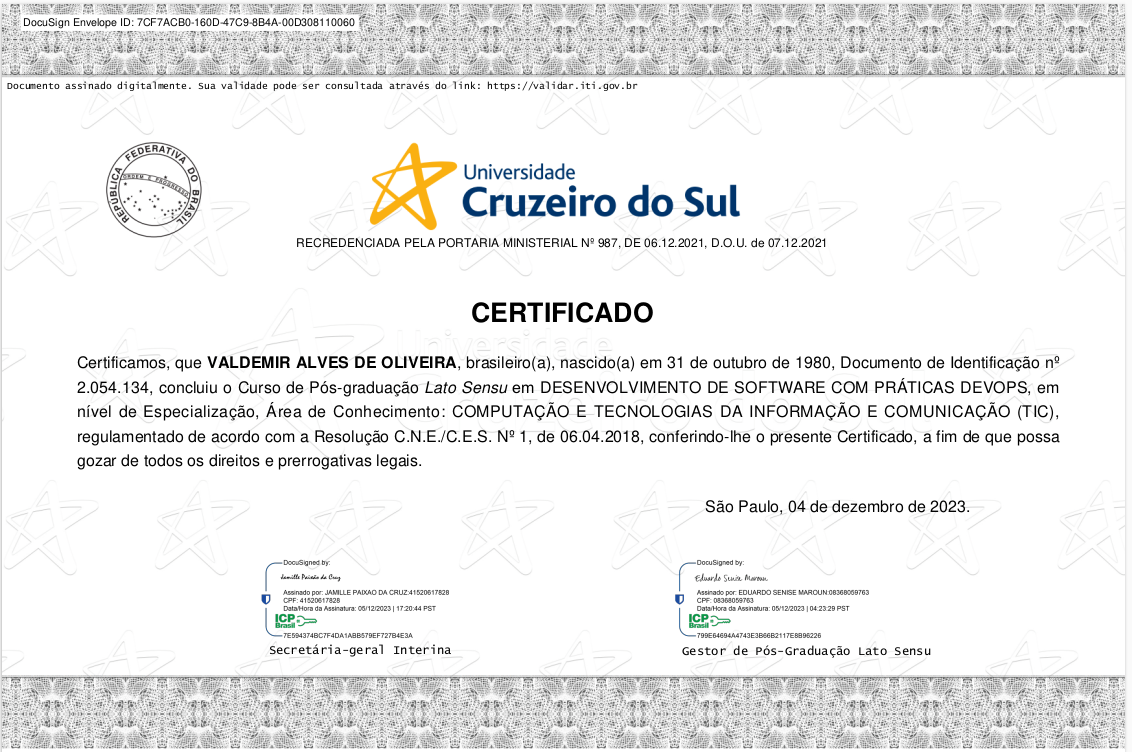 DocuSign Envelope ID: 7CF7ACB0-160D-47C9-8B4A-00D308110060
Documento assinado digitalmente. Sua validade pode ser consultada através do link: https://validar.iti.gov.br
REPÚBLICA FEDERATIVA DO BRASIL
ORDEM E PROGRESSO
Universidade
Cruzeiro do Sul
RECREDENCIADA PELA PORTARIA MINISTERIAL Nº 987, DE 06.12.2021, D.O.U. de 07.12.2021
CERTIFICADO
Certificamos, que VALDEMIR ALVES DE OLIVEIRA, brasileiro(a), nascido(a) em 31 de outubro de 1980, Documento de Identificação nº
2.054.134, concluiu o Curso de Pós-graduação Lato Sensu em DESENVOLVIMENTO DE SOFTWARE COM PRÁTICAS DEVOPS, em
nível de Especialização, Área de Conhecimento: COMPUTAÇÃO E TECNOLOGIAS DA INFORMAÇÃO E COMUNICAÇÃO (TIC),
regulamentado de acordo com a Resolução C.N.E./C.E.S. Nº 1, de 06.04.2018, conferindo-lhe o presente Certificado, a fim de que possa
gozar de todos os direitos e prerrogativas legais.
São Paulo, 04 de dezembro de 2023.
DocuSigned by:
Jamille Paixão da Cruz
Assinado por: JAMILLE PAIXAO DA CRUZ:41520617828
CPF: 41520617828
Data/Hora da Assinatura: 05/12/2023 | 17:20:44 PST
ICP
Brasil
7E594374BC7F4DA1ABB579EF727B4E3A
Secretária-geral Interina
DocuSigned by:
Eduardo Senise Maroun
Assinado por: EDUARDO SENISE MAROUN:08368059763
CPF: 08368059763
Data/Hora da Assinatura: 05/12/2023 | 04:23:29 PST
ICP
Brasil
799E64694A4743E3B66B2117E8B96226
Gestor de Pós-Graduação Lato Sensu